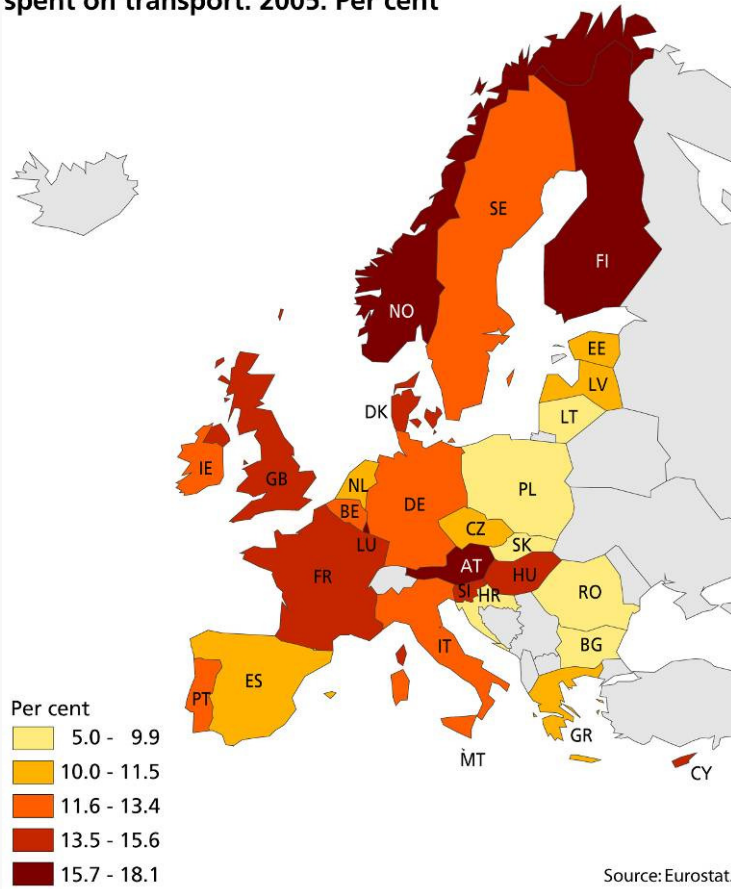 spent on transport. 2005. Per cent
SE
FI
NO
EE
LV
DK
LT
IE
GB
NL
PL
BE
DE
CZ
LU
SK
AT
FR
HU
SI
HR
RO
IT
BG
ES
PT
GR
MT
CY
Per cent
5.0 - 9.9
10.0 - 11.5
11.6 - 13.4
13.5 - 15.6
15.7 - 18.1
Source: Eurostat.